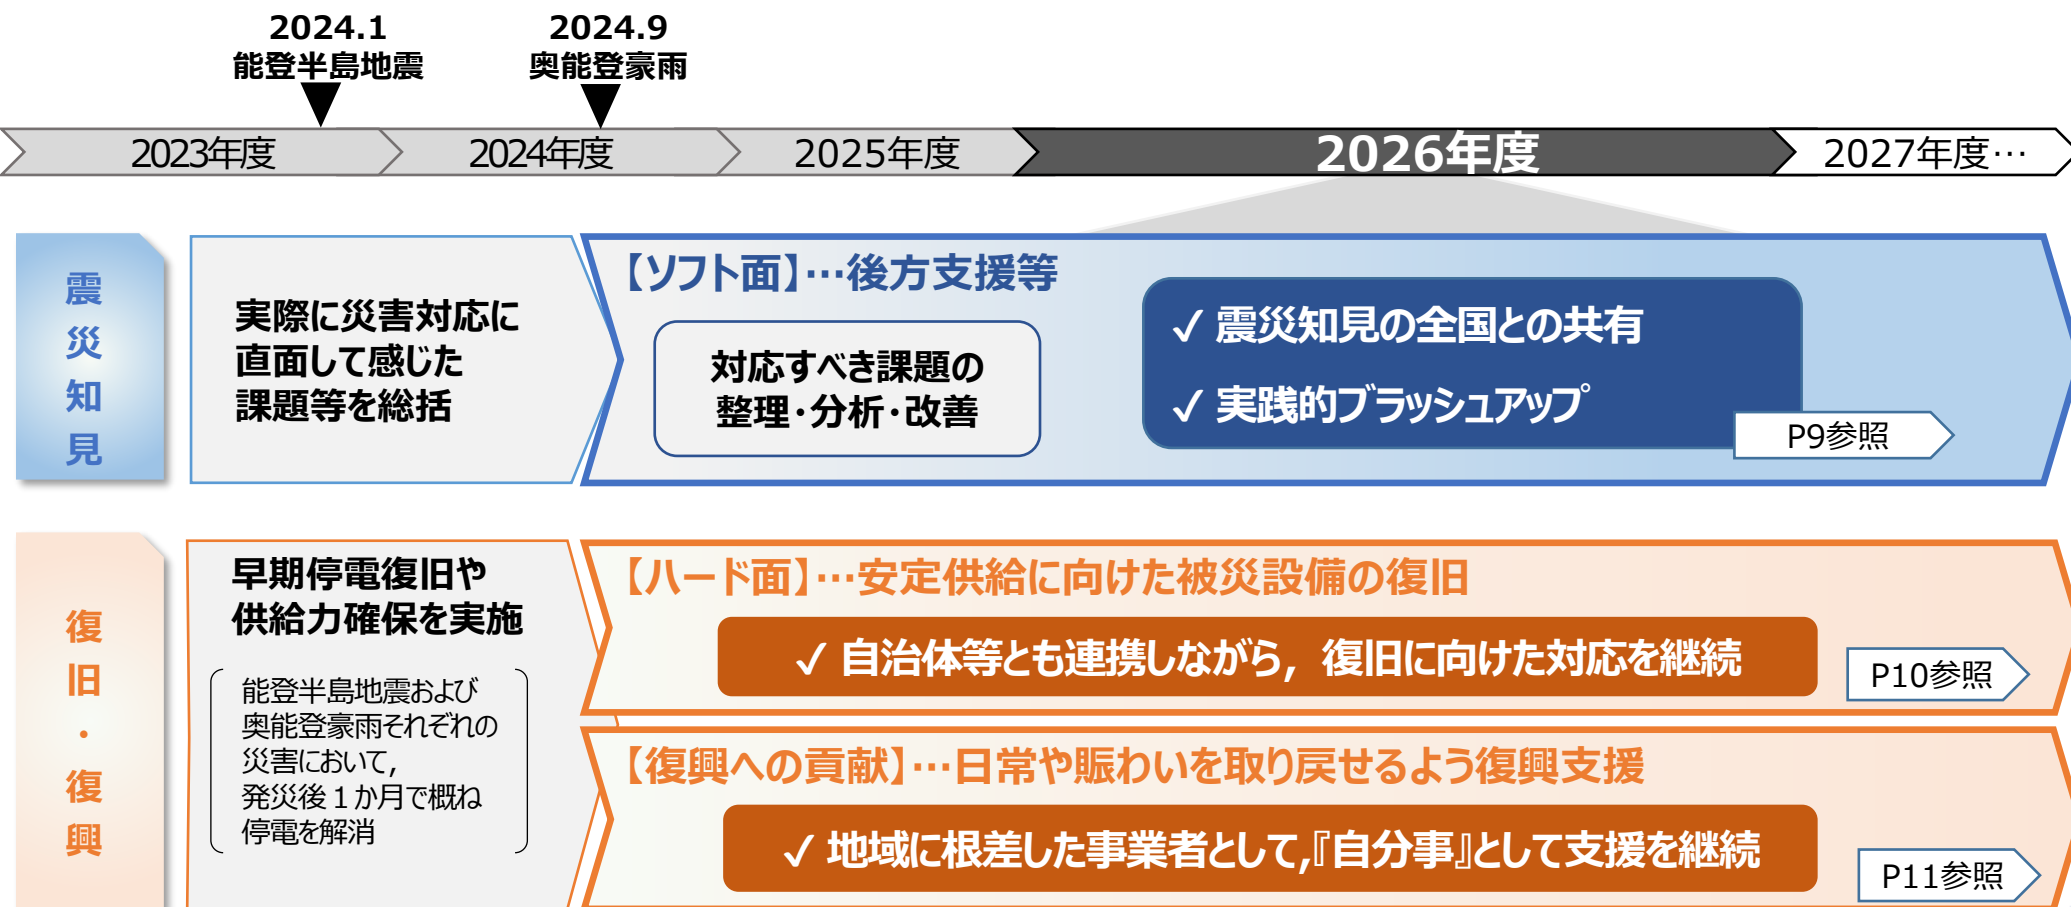 2024.1
能登半島地震
2024.9
奥能登豪雨
2023年度
2024年度
2025年度
2026年度
2027年度…
震災知見
実際に災害対応に
直面して感じた
課題等を総括
【ソフト面】…後方支援等
対応すべき課題の
整理・分析・改善
✓ 震災知見の全国との共有
✓ 実践的ブラッシュアップ
P9参照
復旧・復興
早期停電復旧や
供給力確保を実施
能登半島地震および
奥能登豪雨それぞれの
災害において,
発災後１か月で概ね
停電を解消
【ハード面】…安定供給に向けた被災設備の復旧
✓ 自治体等とも連携しながら，復旧に向けた対応を継続
P10参照
【復興への貢献】…日常や賑わいを取り戻せるよう復興支援
✓ 地域に根差した事業者として,『自分事』として支援を継続
P11参照